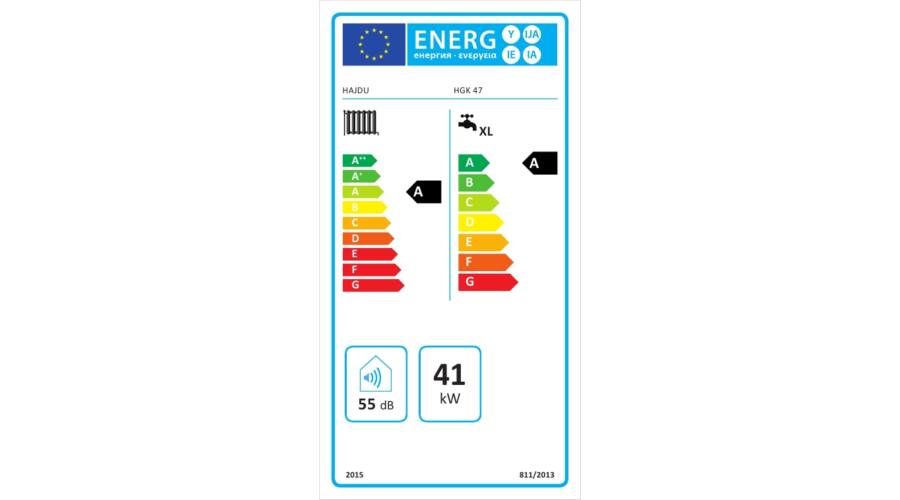 ENERG Y IJA
енергия · ενεργεια IE IA
HAJDU HGK 47
XL
A++
A+
A
B
C
D
E
F
G
A
A
B
C
D
E
F
G
A
55 dB
41
kW
2015 811/2013